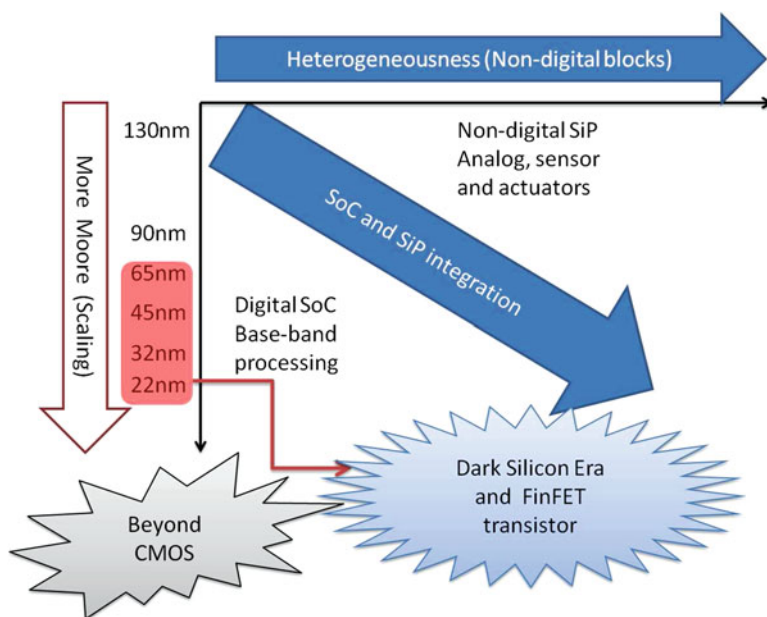 Heterogeneousness (Non-digital blocks)
More Moore (Scaling)
130nm
90nm
65nm
45nm
32nm
22nm
Non-digital SiP
Analog, sensor
and actuators
SoC and SiP integration
Digital SoC
Base-band
processing
Beyond
CMOS
Dark Silicon Era
and FinFET
transistor